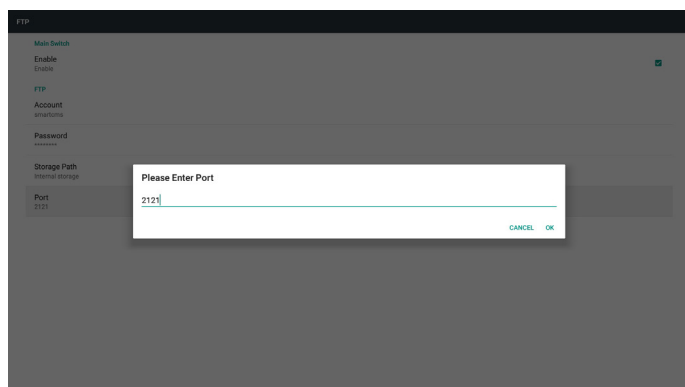 FTP
Main Switch
Enable
Enable
FTP
Account
smartoms
Password
********
Storage Path
Internal storage
Please Enter Port
Port
2121
2121
CANCEL OK